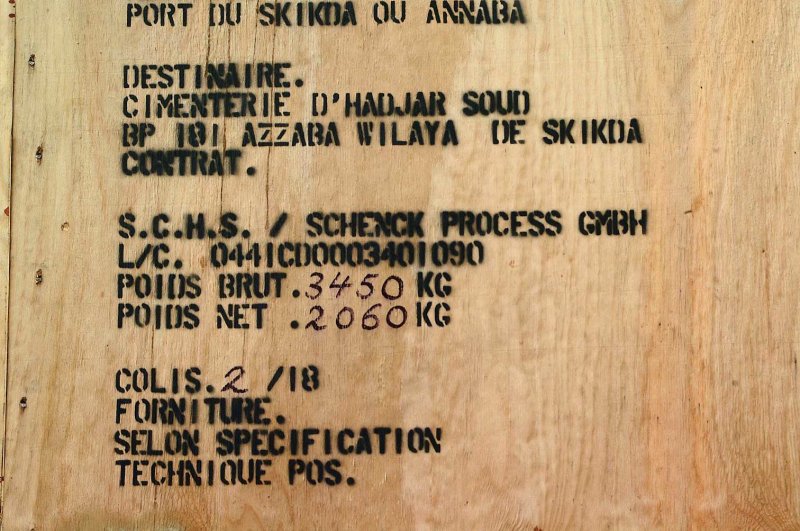 PORT DU SKIKDA OU ANNABA
DESTINAIRE.
CIMENTERIE D'HADJAR SOUD
BP 181 AZZABA WILAYA DE SKIKDA
CONTRAT.
S.C.H.S. / SCHENCK PROCESS GMBH
L/C. 0441CD0003401090
POIDS BRUT.3450 KG
POIDS NET .2060 KG
COLIS.2 /18
FORNITURE.
SELON SPECIFICATION
TECHNIQUE POS.